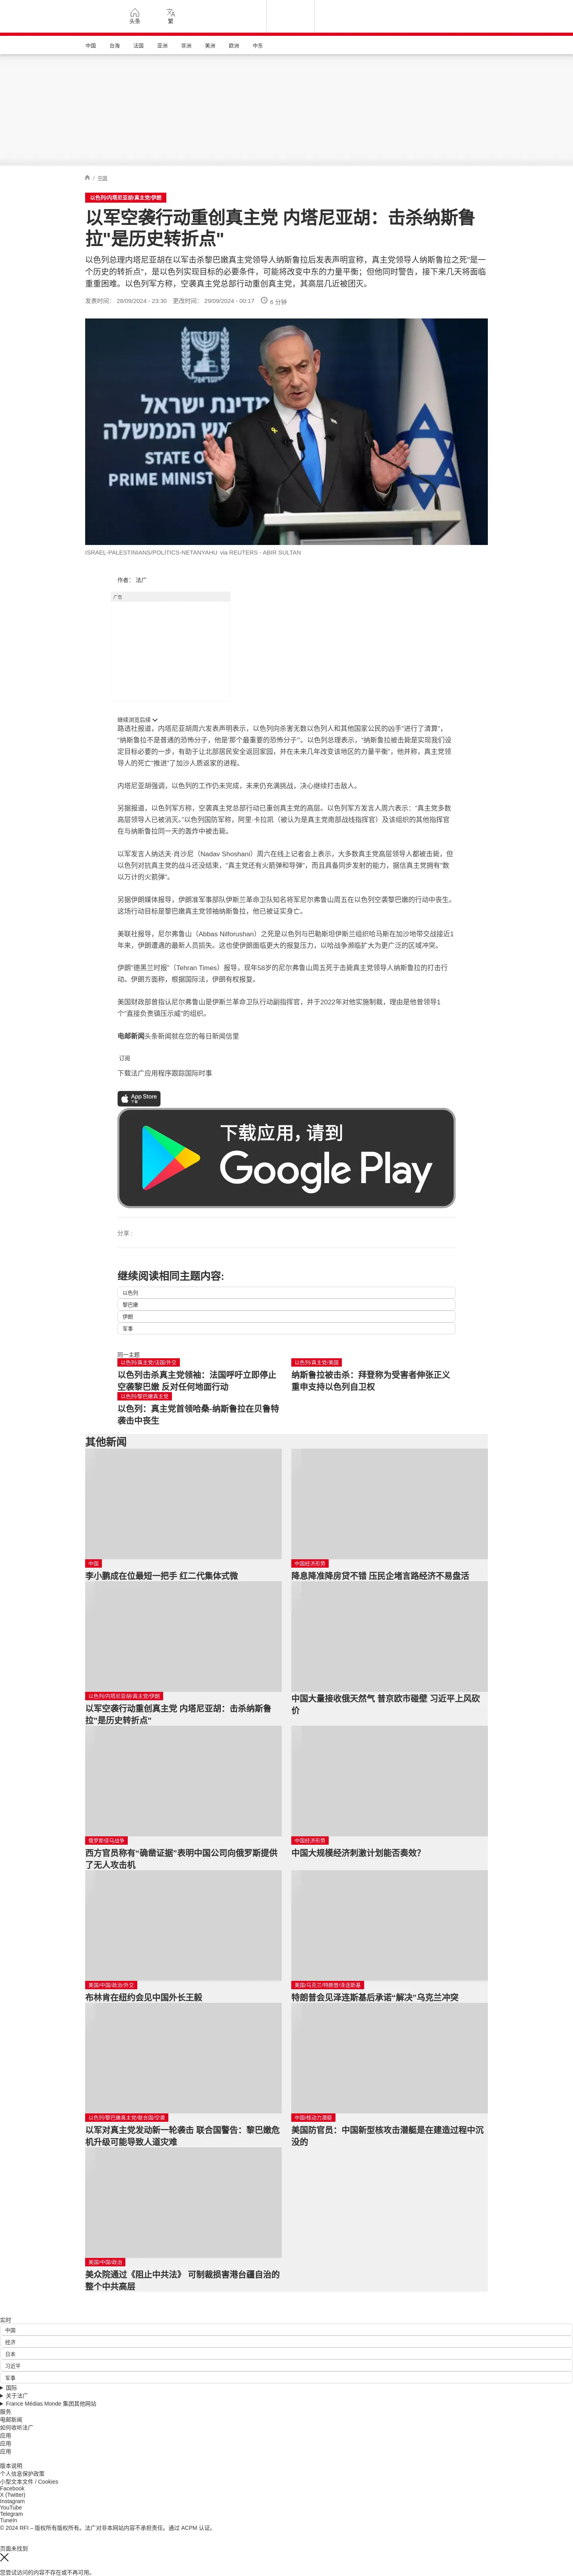 头条
繁
中国
台海
法国
亚洲
非洲
美洲
欧洲
中东
/ 中国
以色列/内塔尼亚胡/真主党/伊朗
以军空袭行动重创真主党 内塔尼亚胡：击杀纳斯鲁
拉"是历史转折点"
以色列总理内塔尼亚胡在以军击杀黎巴嫩真主党领导人纳斯鲁拉后发表声明宣称，真主党领导人纳斯鲁拉之死"是一
个历史的转折点"，是以色列实现目标的必要条件，可能将改变中东的力量平衡；但他同时警告，接下来几天将面临
重重困难。以色列军方称，空袭真主党总部行动重创真主党，其高层几近被团灭。
发表时间： 28/09/2024 - 23:30 更改时间： 29/09/2024 - 00:17 6 分钟
מדינת ישראל
PRIME MINIST
ISRAEL-PALESTINIANS/POLITICS-NETANYAHU via REUTERS - ABIR SULTAN
作者： 法广
广告
继续浏览后续
路透社报道，内塔尼亚胡周六发表声明表示，以色列向杀害无数以色列人和其他国家公民的凶手"进行了清算"，
"纳斯鲁拉不是普通的恐怖分子，他是'那个最重要的恐怖分子'"。以色列总理表示，"纳斯鲁拉被击毙是实现我们设
定目标必要的一步，有助于让北部居民安全返回家园，并在未来几年改变该地区的力量平衡"，他并称，真主党领
导人的死亡"推进"了加沙人质返家的进程。
内塔尼亚胡强调，以色列的工作仍未完成，未来仍充满挑战，决心继续打击敌人。
另据报道，以色列军方称，空袭真主党总部行动已重创真主党的高层。以色列军方发言人周六表示："真主党多数
高层领导人已被消灭。"以色列国防军称，阿里·卡拉凯（被认为是真主党南部战线指挥官）及该组织的其他指挥官
在与纳斯鲁拉同一天的轰炸中被击毙。
以军发言人纳达夫·肖沙尼（Nadav Shoshani）周六在线上记者会上表示，大多数真主党高层领导人都被击毙，但
以色列对抗真主党的战斗还没结束，"真主党还有火箭弹和导弹"，而且具备同步发射的能力，据信真主党拥有"数
以万计的火箭弹"。
另据伊朗媒体报导，伊朗准军事部队伊斯兰革命卫队知名将军尼尔弗鲁山周五在以色列空袭黎巴嫩的行动中丧生。
这场行动目标是黎巴嫩真主党领袖纳斯鲁拉，他已被证实身亡。
美联社报导，尼尔弗鲁山（Abbas Nilforushan）之死是以色列与巴勒斯坦伊斯兰组织哈马斯在加沙地带交战接近1
年来，伊朗遭遇的最新人员损失。这也使伊朗面临更大的报复压力，以哈战争濒临扩大为更广泛的区域冲突。
伊朗"德黑兰时报"（Tehran Times）报导，现年58岁的尼尔弗鲁山周五死于击毙真主党领导人纳斯鲁拉的打击行
动。伊朗方面称，根据国际法，伊朗有权报复。
美国财政部曾指认尼尔弗鲁山是伊斯兰革命卫队行动副指挥官，并于2022年对他实施制裁，理由是他曾领导1
个"直接负责镇压示威"的组织。
电邮新闻头条新闻就在您的每日新闻信里
订阅
下载法广应用程序跟踪国际时事
App Store
下载
下载应用，请到
Google Play
分享 :
继续阅读相同主题内容:
以色列
黎巴嫩
伊朗
军事
同一主题
以色列/真主党/法国/外交
以色列击杀真主党领袖：法国呼吁立即停止
空袭黎巴嫩 反对任何地面行动
以色列/真主党/美国
纳斯鲁拉被击杀：拜登称为受害者伸张正义
重申支持以色列自卫权
以色列/黎巴嫩真主党
以色列：真主党首领哈桑-纳斯鲁拉在贝鲁特
袭击中丧生
其他新闻
中国
李小鹏成在位最短一把手 红二代集体式微
中国经济形势
降息降准降房贷不错 压民企堵言路经济不易盘活
以色列/内塔尼亚胡/真主党/伊朗
以军空袭行动重创真主党 内塔尼亚胡：击杀纳斯鲁
拉"是历史转折点"
中国大量接收俄天然气 普京欧市碰壁 习近平上风砍
价
俄罗斯侵乌战争
西方官员称有"确凿证据"表明中国公司向俄罗斯提供
了无人攻击机
中国经济形势
中国大规模经济刺激计划能否奏效？
美国/中国/政治/外交
布林肯在纽约会见中国外长王毅
美国/乌克兰/特朗普/泽连斯基
特朗普会见泽连斯基后承诺"解决"乌克兰冲突
以色列/黎巴嫩真主党/联合国/空袭
以军对真主党发动新一轮袭击 联合国警告：黎巴嫩危
机升级可能导致人道灾难
中国/核动力潜艇
美国防官员：中国新型核攻击潜艇是在建造过程中沉
没的
美国/中国/政治
美众院通过《阻止中共法》 可制裁损害港台疆自治的
整个中共高层
实时
中国
经济
日本
习近平
军事
国际
关于法广
France Médias Monde 集团其他网站
服务
电邮新闻
如何收听法广
应用
应用
应用
版本说明
个人信息保护政策
小型文本文件 / Cookies
Facebook
X (Twitter)
Instagram
YouTube
Telegram
TuneIn
© 2024 RFI – 版权所有版权所有。法广对非本网站内容不承担责任。通过 ACPM 认证。
页面未找到
您尝试访问的内容不存在或不再可用。